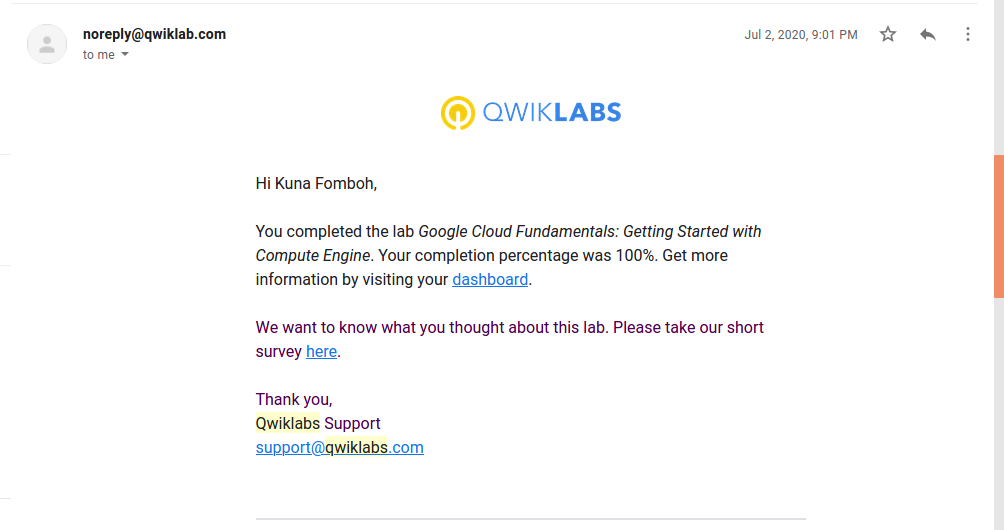 noreply@qwiklab.com
Jul 2, 2020, 9:01 PM
to me
QWIKLABS
Hi Kuna Fomboh,
You completed the lab Google Cloud Fundamentals: Getting Started with
Compute Engine. Your completion percentage was 100%. Get more
information by visiting your dashboard.
We want to know what you thought about this lab. Please take our short
survey here.
Thank you,
Qwiklabs Support
support@qwiklabs.com